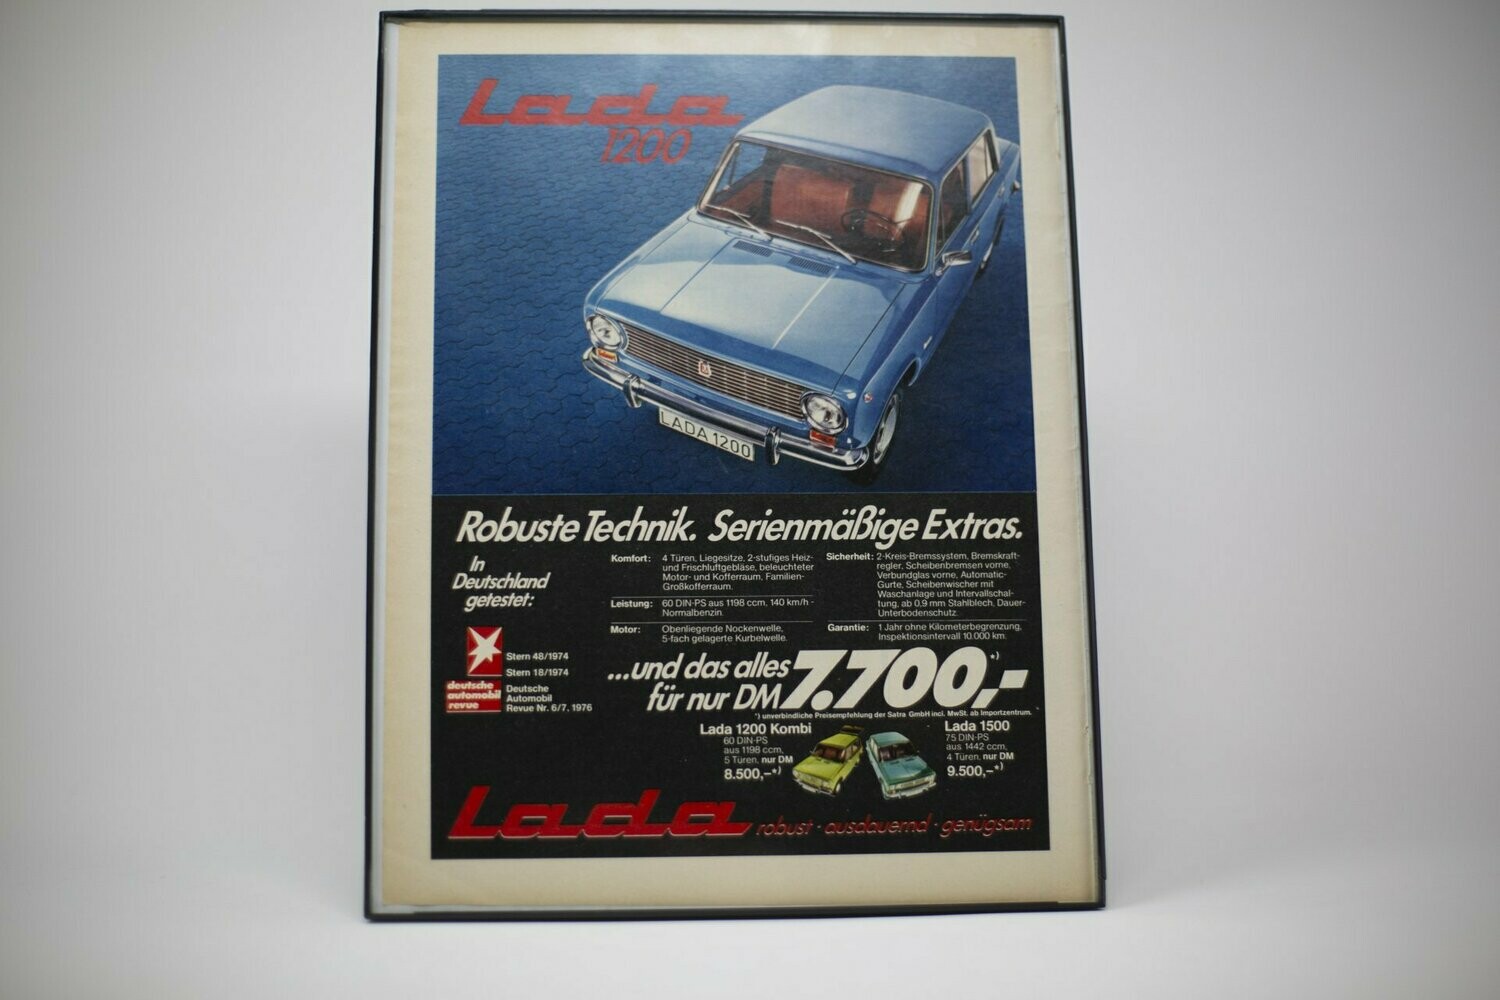 Lada
1200
LADA 1200
Robuste Technik. Serienmäßige Extras.
In
Deutschland
getestet:
Stern 48/1974
Stern 18/1974
deutsche
automobil
revue
Deutsche
Automobil
Revue Nr. 6/7, 1976
Komfort: 4 Türen, Liegesitze, 2-stufiges Heiz-
und Frischluftgebläse, beleuchteter
Motor- und Kofferraum, Familien-
Großkofferraum.
Leistung: 60 DIN-PS aus 1198 ccm, 140 km/h -
Normalbenzin.
Motor: Obenliegende Nockenwelle,
5-fach gelagerte Kurbelwelle.
Sicherheit: 2-Kreis-Bremssystem, Bremskraft-
regler, Scheibenbremsen vorne,
Verbundglas vorne, Automatic-
Gurte, Scheibenwischer mit
Waschanlage und Intervallschal-
tung, ab 0,9 mm Stahlblech, Dauer-
Unterbodenschutz.
Garantie: 1 Jahr ohne Kilometerbegrenzung,
Inspektionsintervall 10.000 km.
...und das alles
für nur DM 7.700,-*)
*) unverbindliche Preisempfehlung der Satra GmbH incl. MwSt. ab Importzentrum.
Lada 1200 Kombi
60 DIN-PS
aus 1198 ccm,
5 Türen, nur DM
8.500,-*)
Lada 1500
75 DIN-PS
aus 1442 ccm,
4 Türen, nur DM
9.500,-*)
Lada robust · ausdauernd · genügsam